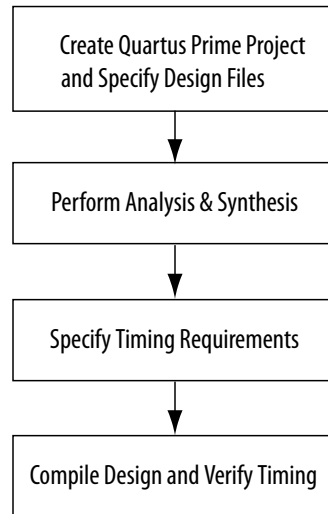 Create Quartus Prime Project
and Specify Design Files
Perform Analysis & Synthesis
Specify Timing Requirements
Compile Design and Verify Timing